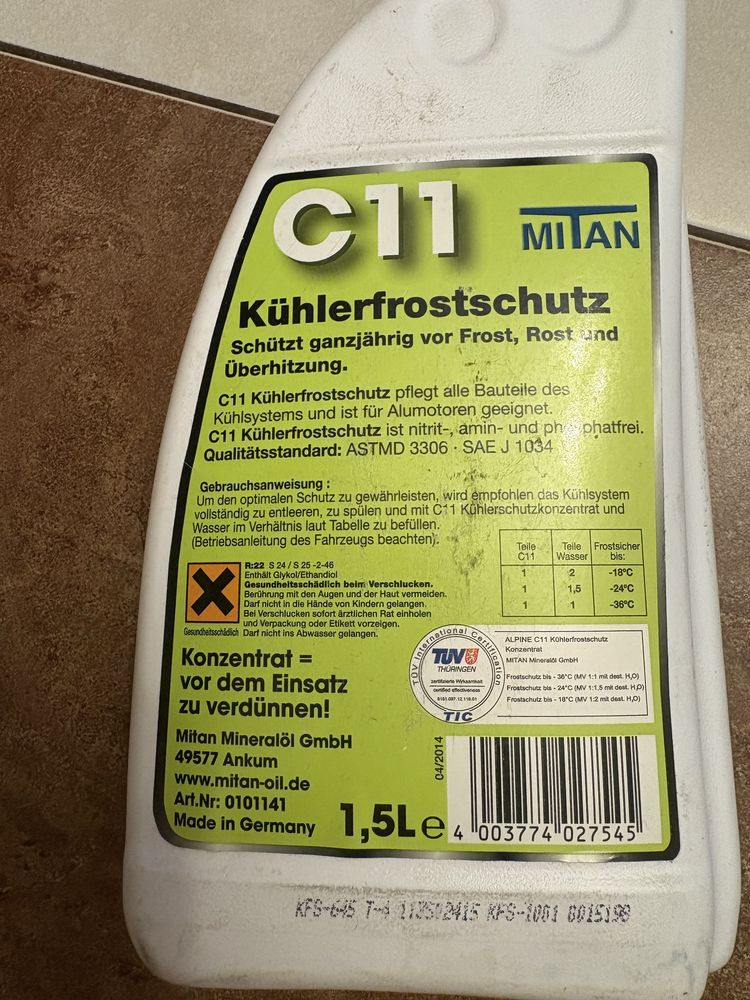 C11
MITAN
Kühlerfrostschutz
Schützt ganzjährig vor Frost, Rost und
Überhitzung.
C11 Kühlerfrostschutz pflegt alle Bauteile des
Kühlsystems und ist für Alumotoren geeignet.
C11 Kühlerfrostschutz ist nitrit-, amin- und phosphatfrei.
Qualitätsstandard: ASTMD 3306 · SAE J 1034
Gebrauchsanweisung :
Um den optimalen Schutz zu gewährleisten, wird empfohlen das Kühlsystem
vollständig zu entleeren, zu spülen und mit C11 Kühlerschutzkonzentrat und
Wasser im Verhältnis laut Tabelle zu befüllen.
(Betriebsanleitung des Fahrzeugs beachten).
Teile C11 Teile Wasser Frostsicher bis:
1 2 -18°C
1 1,5 -24°C
1 1 -36°C
R:22 S 24 / S 25 -2-46
Enthält Glykol/Ethandiol
Gesundheitsschädlich beim Verschlucken.
Berührung mit den Augen und der Haut vermeiden.
Darf nicht in die Hände von Kindern gelangen.
Bei Verschlucken sofort ärztlichen Rat einholen
und Verpackung oder Etikett vorzeigen.
Darf nicht ins Abwasser gelangen.
Gesundheitsschädlich
Konzentrat =
vor dem Einsatz
zu verdünnen!
TÜV International Certification
TÜV
THÜRINGEN
zertifizierte Wirksamkeit
certified effectiveness
TIC
ALPINE C11 Kühlerfrostschutz
Konzentrat
MITAN Mineralöl GmbH
Frostschutz bis - 36°C (MV 1:1 mit dest. H₂O)
Frostschutz bis - 24°C (MV 1:1,5 mit dest. H₂O)
Frostschutz bis - 18°C (MV 1:2 mit dest. H₂O)
Mitan Mineralöl GmbH
49577 Ankum
www.mitan-oil.de
Art.Nr: 0101141
Made in Germany
1,5L e
04/2014
4 003774 027545